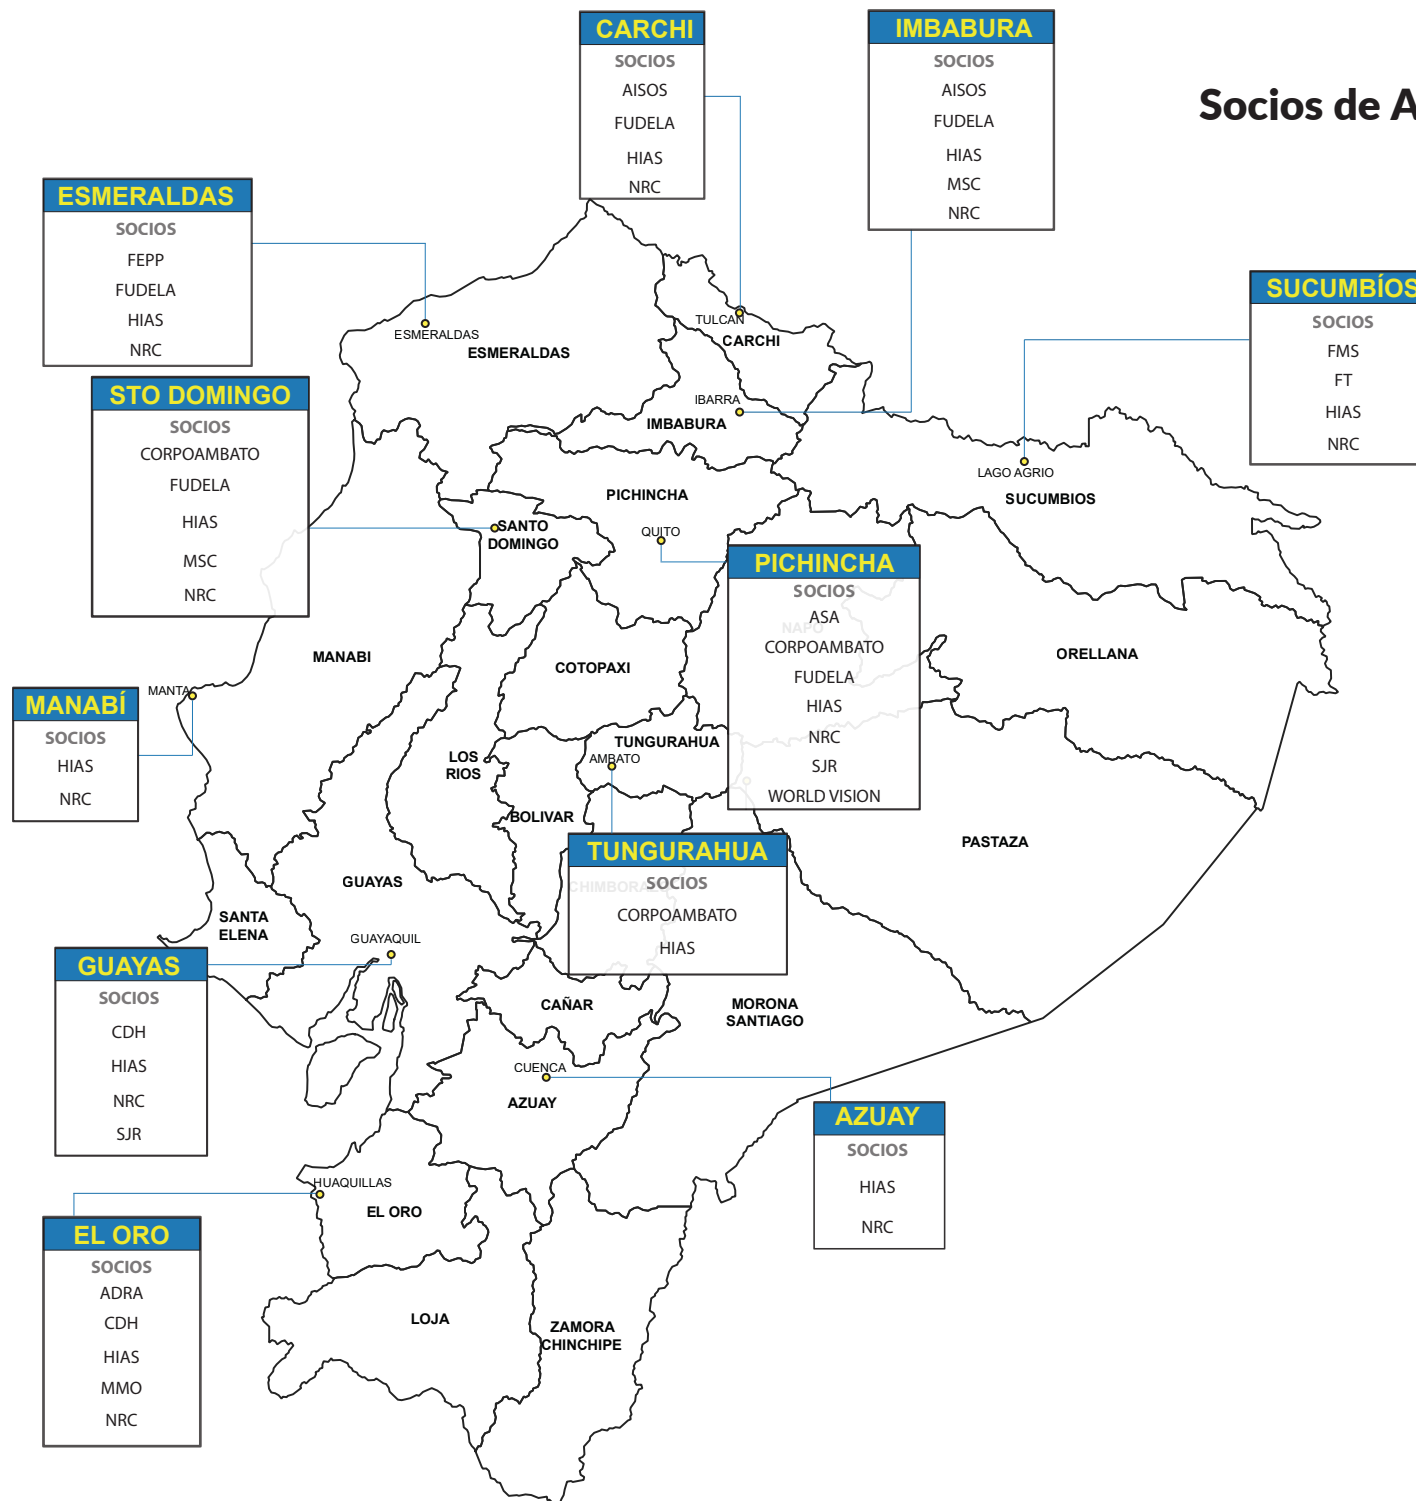 Socios de A
CARCHI
SOCIOS
AISOS
FUDELA
HIAS
NRC
IMBABURA
SOCIOS
AISOS
FUDELA
HIAS
MSC
NRC
ESMERALDAS
SOCIOS
FEPP
FUDELA
HIAS
NRC
SUCUMBÍOS
SOCIOS
FMS
FT
HIAS
NRC
STO DOMINGO
SOCIOS
CORPOAMBATO
FUDELA
HIAS
MSC
NRC
PICHINCHA
SOCIOS
ASA
CORPOAMBATO
FUDELA
HIAS
NRC
SJR
WORLD VISION
MANABÍ
SOCIOS
HIAS
NRC
TUNGURAHUA
SOCIOS
CORPOAMBATO
HIAS
GUAYAS
SOCIOS
CDH
HIAS
NRC
SJR
AZUAY
SOCIOS
HIAS
NRC
EL ORO
SOCIOS
ADRA
CDH
HIAS
MMO
NRC
TULCAN
CARCHI
ESMERALDAS
ESMERALDAS
IBARRA
IMBABURA
LAGO AGRIO
SUCUMBIOS
PICHINCHA
QUITO
SANTO
DOMINGO
NAPO
ORELLANA
MANABI
MANTA
COTOPAXI
TUNGURAHUA
AMBATO
LOS
RIOS
BOLIVAR
PASTAZA
CHIMBORAZO
GUAYAS
SANTA
ELENA
GUAYAQUIL
CAÑAR
MORONA
SANTIAGO
CUENCA
AZUAY
HUAQUILLAS
EL ORO
LOJA
ZAMORA
CHINCHIPE